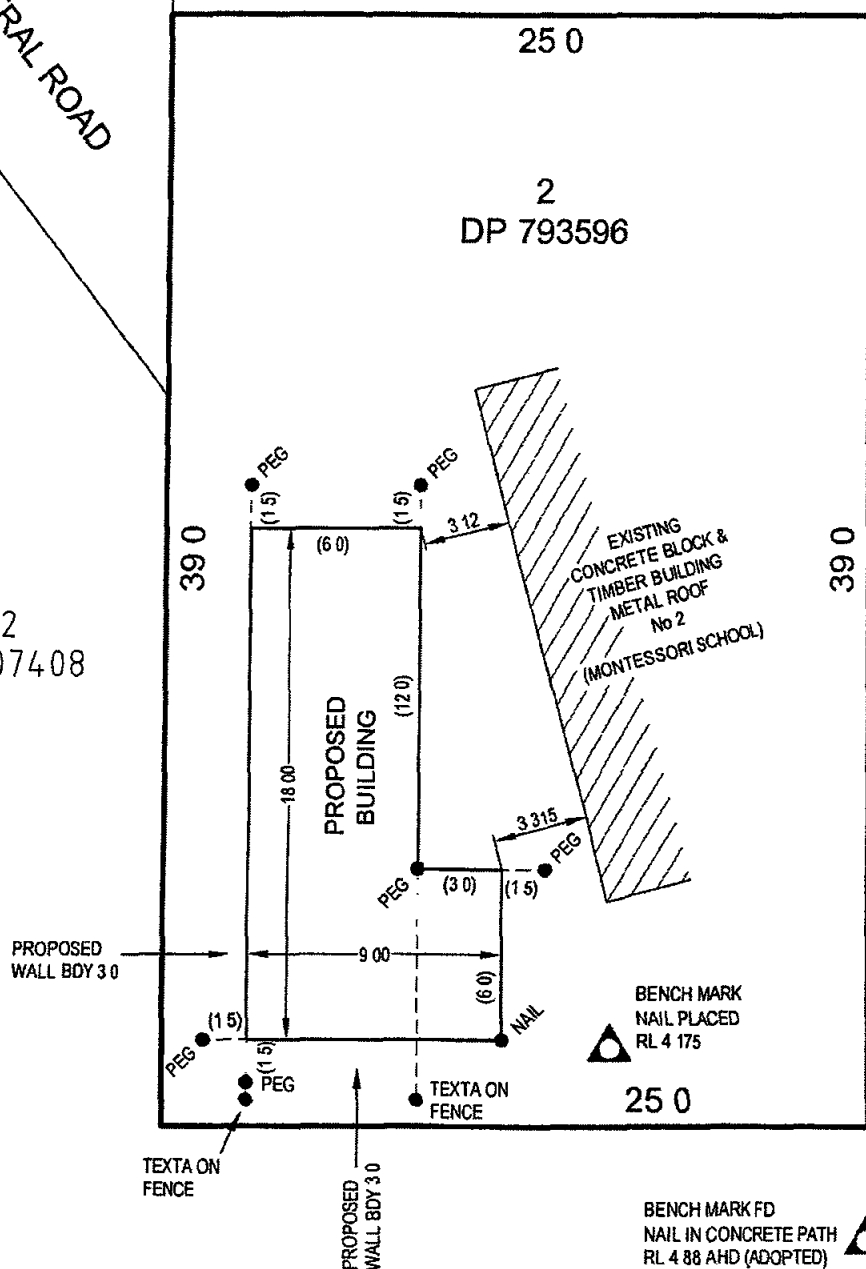 RAL ROAD
25 0
2
DP 793596
PEG
PEG
(1 5)
(1 5)
(6 0)
3 12
EXISTING
CONCRETE BLOCK &
TIMBER BUILDING
METAL ROOF
No 2
(MONTESSORI SCHOOL)
39 0
39 0
2
07408
PROPOSED
BUILDING
(12 0)
18 00
3 315
PEG
PEG
(3 0)
(1 5)
PROPOSED
WALL BDY 3 0
9 00
(6 0)
NAIL
BENCH MARK
NAIL PLACED
RL 4 175
(1 5)
PEG
(1 5)
PEG
TEXTA ON
FENCE
25 0
TEXTA ON
FENCE
PROPOSED
WALL BDY 3 0
BENCH MARK FD
NAIL IN CONCRETE PATH
RL 4 88 AHD (ADOPTED)